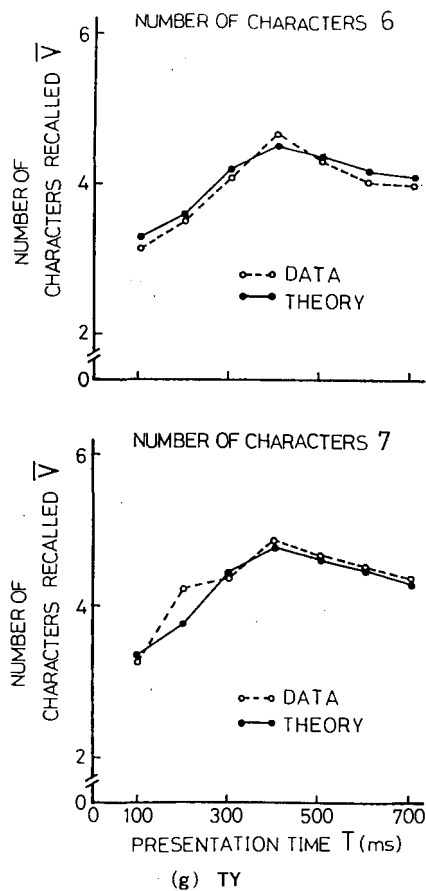 NUMBER OF CHARACTERS 6
NUMBER OF
CHARACTERS RECALLED V̅
6
4
2
0
DATA
THEORY
NUMBER OF CHARACTERS 7
NUMBER OF
CHARACTERS RECALLED V̅
6
4
2
0
DATA
THEORY
0 100 300 500 700
PRESENTATION TIME T (ms)
(g) TY